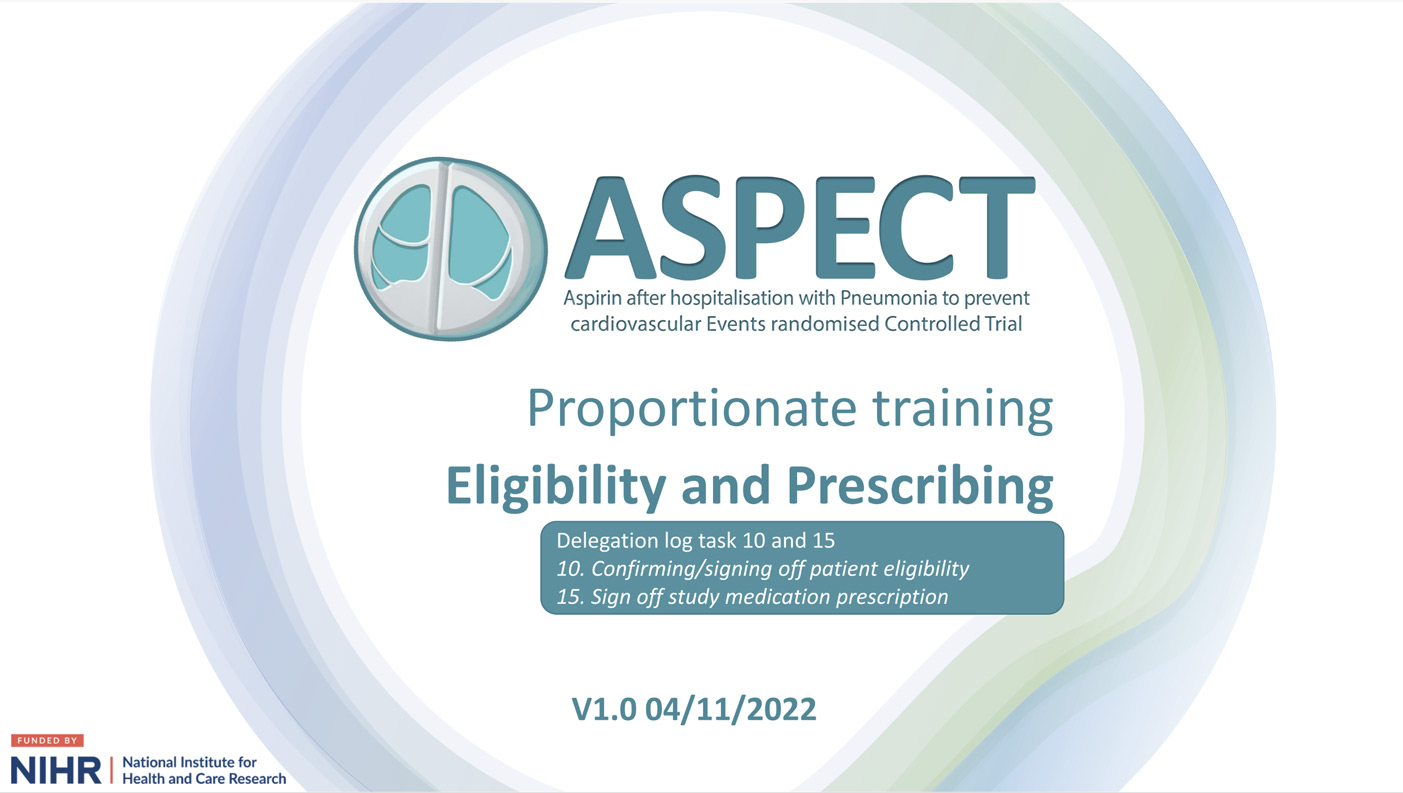 ASPECT
Aspirin after hospitalisation with Pneumonia to prevent
cardiovascular Events randomised Controlled Trial
Proportionate training
Eligibility and Prescribing
Delegation log task 10 and 15
10. Confirming/signing off patient eligibility
15. Sign off study medication prescription
V1.0 04/11/2022
FUNDED BY
NIHR | National Institute for
Health and Care Research